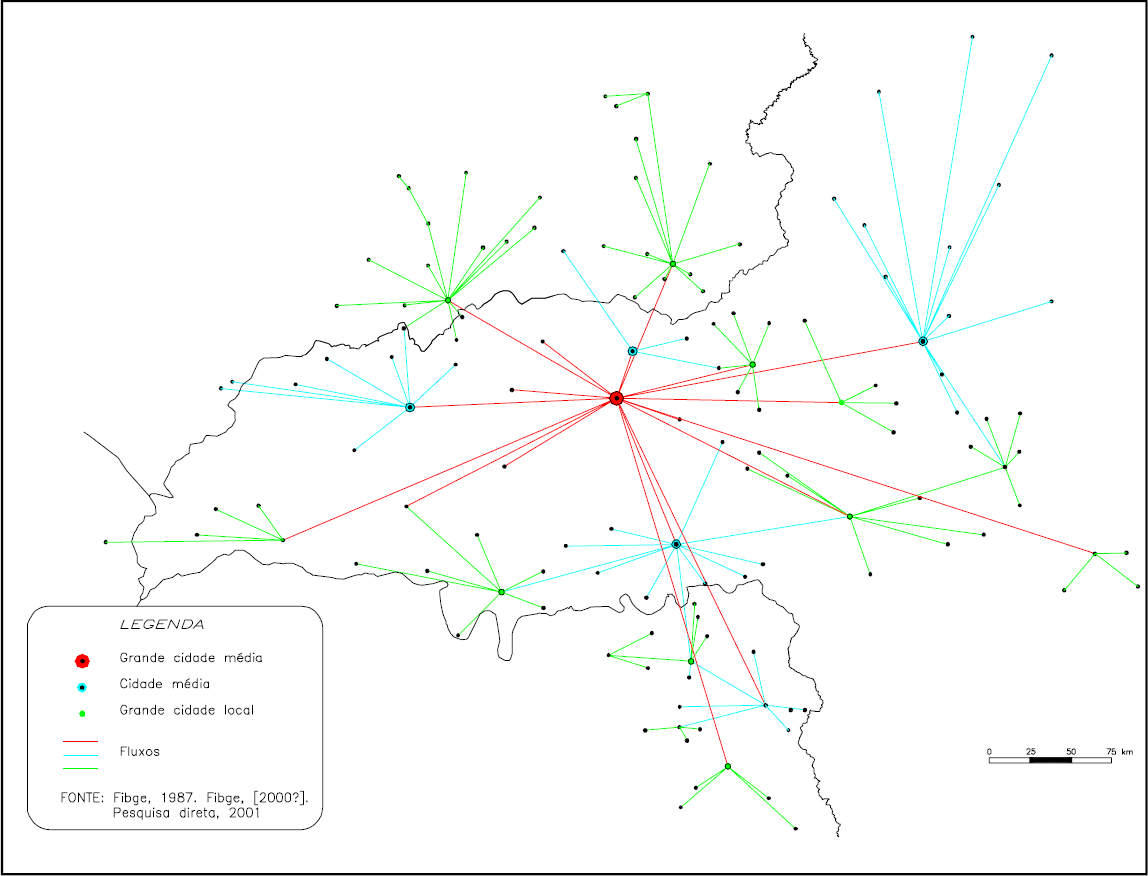 LEGENDA
Grande cidade média
Cidade média
Grande cidade local
Fluxos
FONTE: Fibge, 1987. Fibge, [2000?].
Pesquisa direta, 2001
0 25 50 75 km